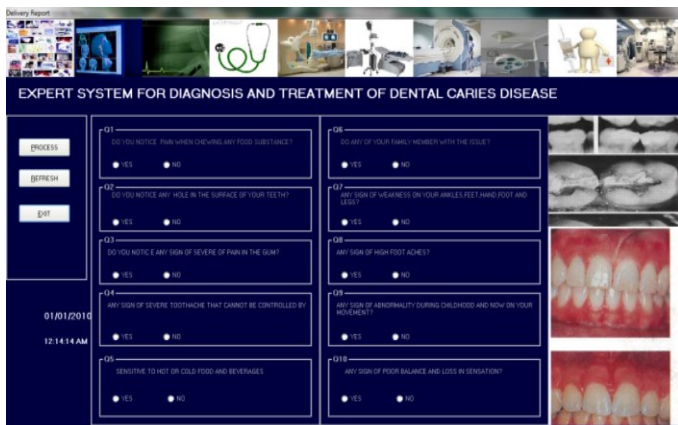 Delivery Report
EXPERT SYSTEM FOR DIAGNOSIS AND TREATMENT OF DENTAL CARIES DISEASE
PROCESS
REFRESH
EXIT
01/01/2010
12:14:14 AM
Q1
DO YOU NOTICE PAIN WHEN CHEWING ANY FOOD SUBSTANCE?
YES NO
Q2
DO YOU NOTICE ANY HOLE IN THE SURFACE OF YOUR TEETH?
YES NO
Q3
DO YOU NOTIC E ANY SIGN OF SEVERE OF PAIN IN THE GUM?
YES NO
Q4
ANY SIGN OF SEVERE TOOTHACHE THAT CANNOT BE CONTROLLED BY
YES NO
Q5
SENSITIVE TO HOT OR COLD FOOD AND BEVERAGES
YES NO
Q6
DO ANY OF YOUR FAMILY MEMBER WITH THE ISSUE?
YES NO
Q7
ANY SIGN OF WEAKNESS ON YOUR ANKLES,FEET,HAND,FOOT AND
LEGS?
YES NO
Q8
ANY SIGN OF HIGH FOOT ACHES?
YES NO
Q9
ANY SIGN OF ABNORMALITY DURING CHILDHOOD AND NOW ON YOUR
MOVEMENT?
YES NO
Q10
ANY SIGN OF POOR BALANCE AND LOSS IN SENSATION?
YES NO